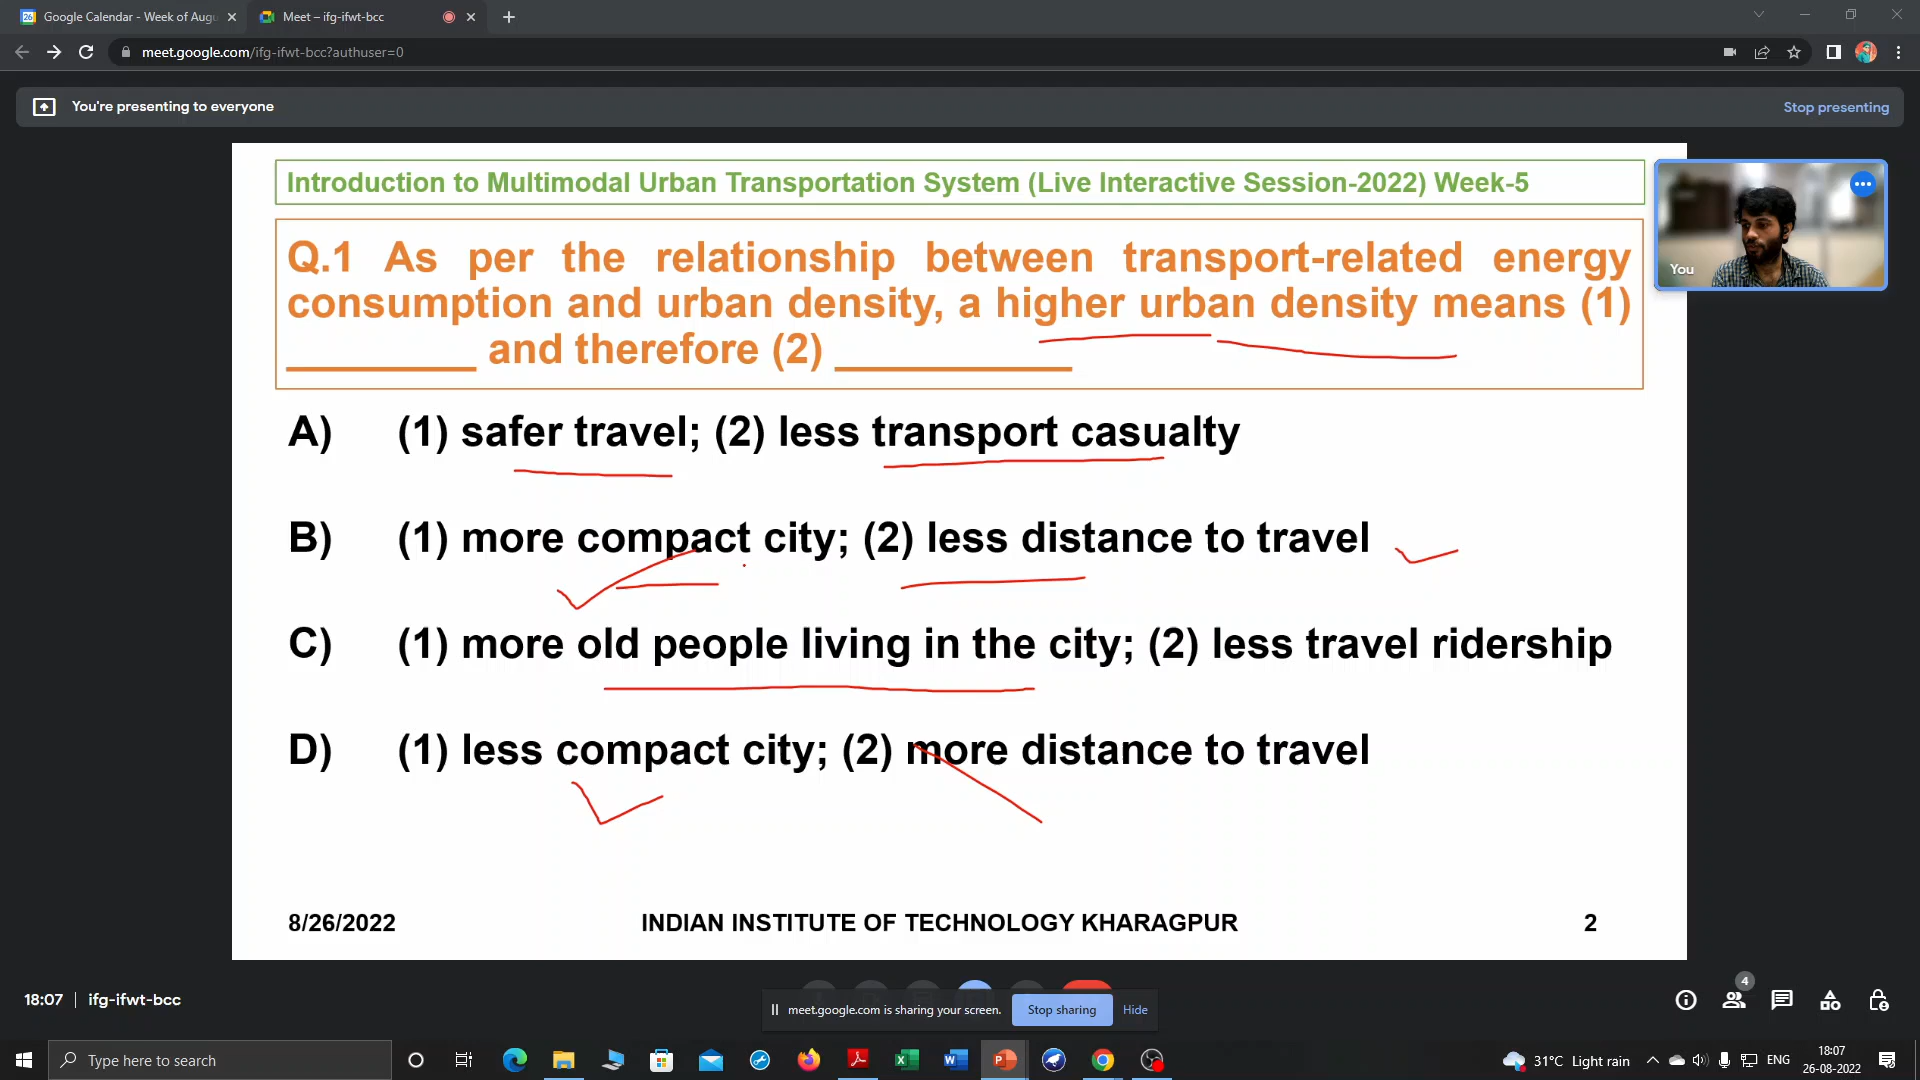 Google Calendar - Week of Augu
Meet – ifg-ifwt-bcc
meet.google.com/ifg-ifwt-bcc?authuser=0
You're presenting to everyone
Stop presenting
Introduction to Multimodal Urban Transportation System (Live Interactive Session-2022) Week-5
Q.1 As per the relationship between transport-related energy
consumption and urban density, a higher urban density means (1)
_________ and therefore (2) ___________
You
A) (1) safer travel; (2) less transport casualty
B) (1) more compact city; (2) less distance to travel
C) (1) more old people living in the city; (2) less travel ridership
D) (1) less compact city; (2) more distance to travel
8/26/2022 INDIAN INSTITUTE OF TECHNOLOGY KHARAGPUR 2
18:07 | ifg-ifwt-bcc
4
meet.google.com is sharing your screen. Stop sharing Hide
Type here to search
31°C Light rain
ENG
18:07
26-08-2022